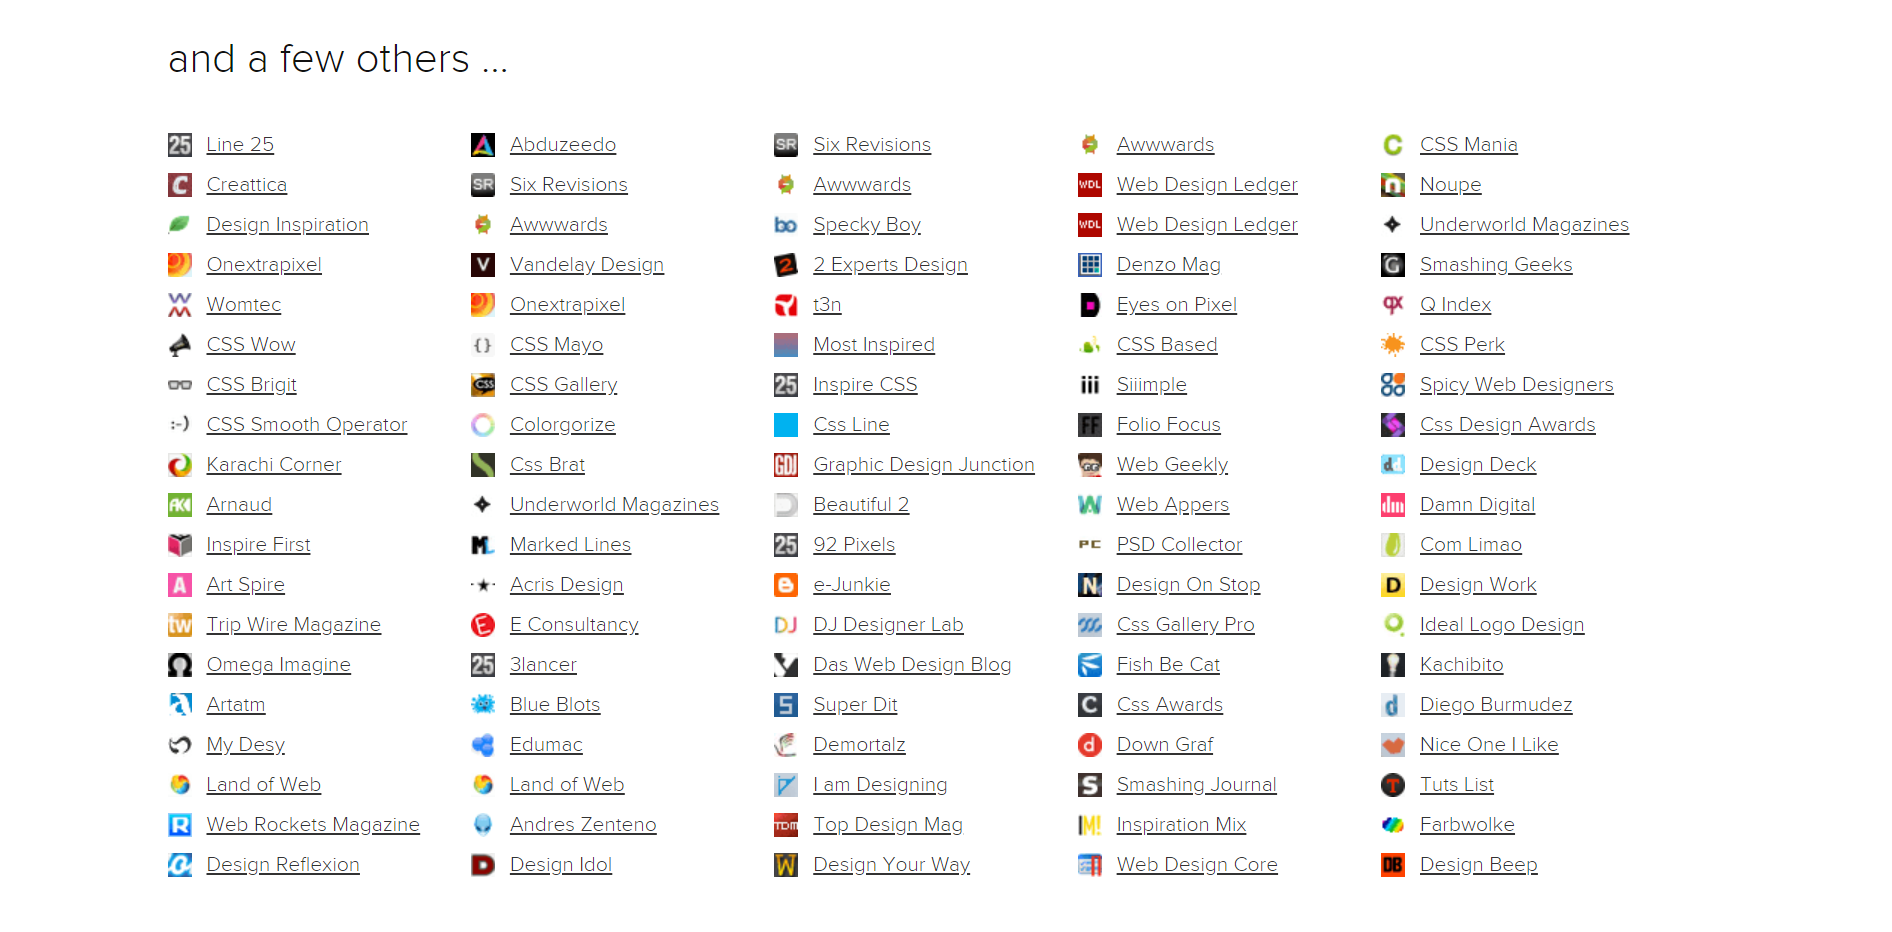 and a few others ...
Line 25 Abduzeedo Six Revisions Awwwards CSS Mania
Creattica Six Revisions Awwwards Web Design Ledger Noupe
Design Inspiration Awwwards Specky Boy Web Design Ledger Underworld Magazines
Onextrapixel Vandelay Design 2 Experts Design Denzo Mag Smashing Geeks
Womtec Onextrapixel t3n Eyes on Pixel Q Index
CSS Wow CSS Mayo Most Inspired CSS Based CSS Perk
CSS Brigit CSS Gallery Inspire CSS Siiimple Spicy Web Designers
CSS Smooth Operator Colorgorize Css Line Folio Focus Css Design Awards
Karachi Corner Css Brat Graphic Design Junction Web Geekly Design Deck
Arnaud Underworld Magazines Beautiful 2 Web Appers Damn Digital
Inspire First Marked Lines 92 Pixels PSD Collector Com Limao
Art Spire Acris Design e-Junkie Design On Stop Design Work
Trip Wire Magazine E Consultancy DJ Designer Lab Css Gallery Pro Ideal Logo Design
Omega Imagine 3lancer Das Web Design Blog Fish Be Cat Kachibito
Artatm Blue Blots Super Dit Css Awards Diego Burmudez
My Desy Edumac Demortalz Down Graf Nice One I Like
Land of Web Land of Web I am Designing Smashing Journal Tuts List
Web Rockets Magazine Andres Zenteno Top Design Mag Inspiration Mix Farbwolke
Design Reflexion Design Idol Design Your Way Web Design Core Design Beep